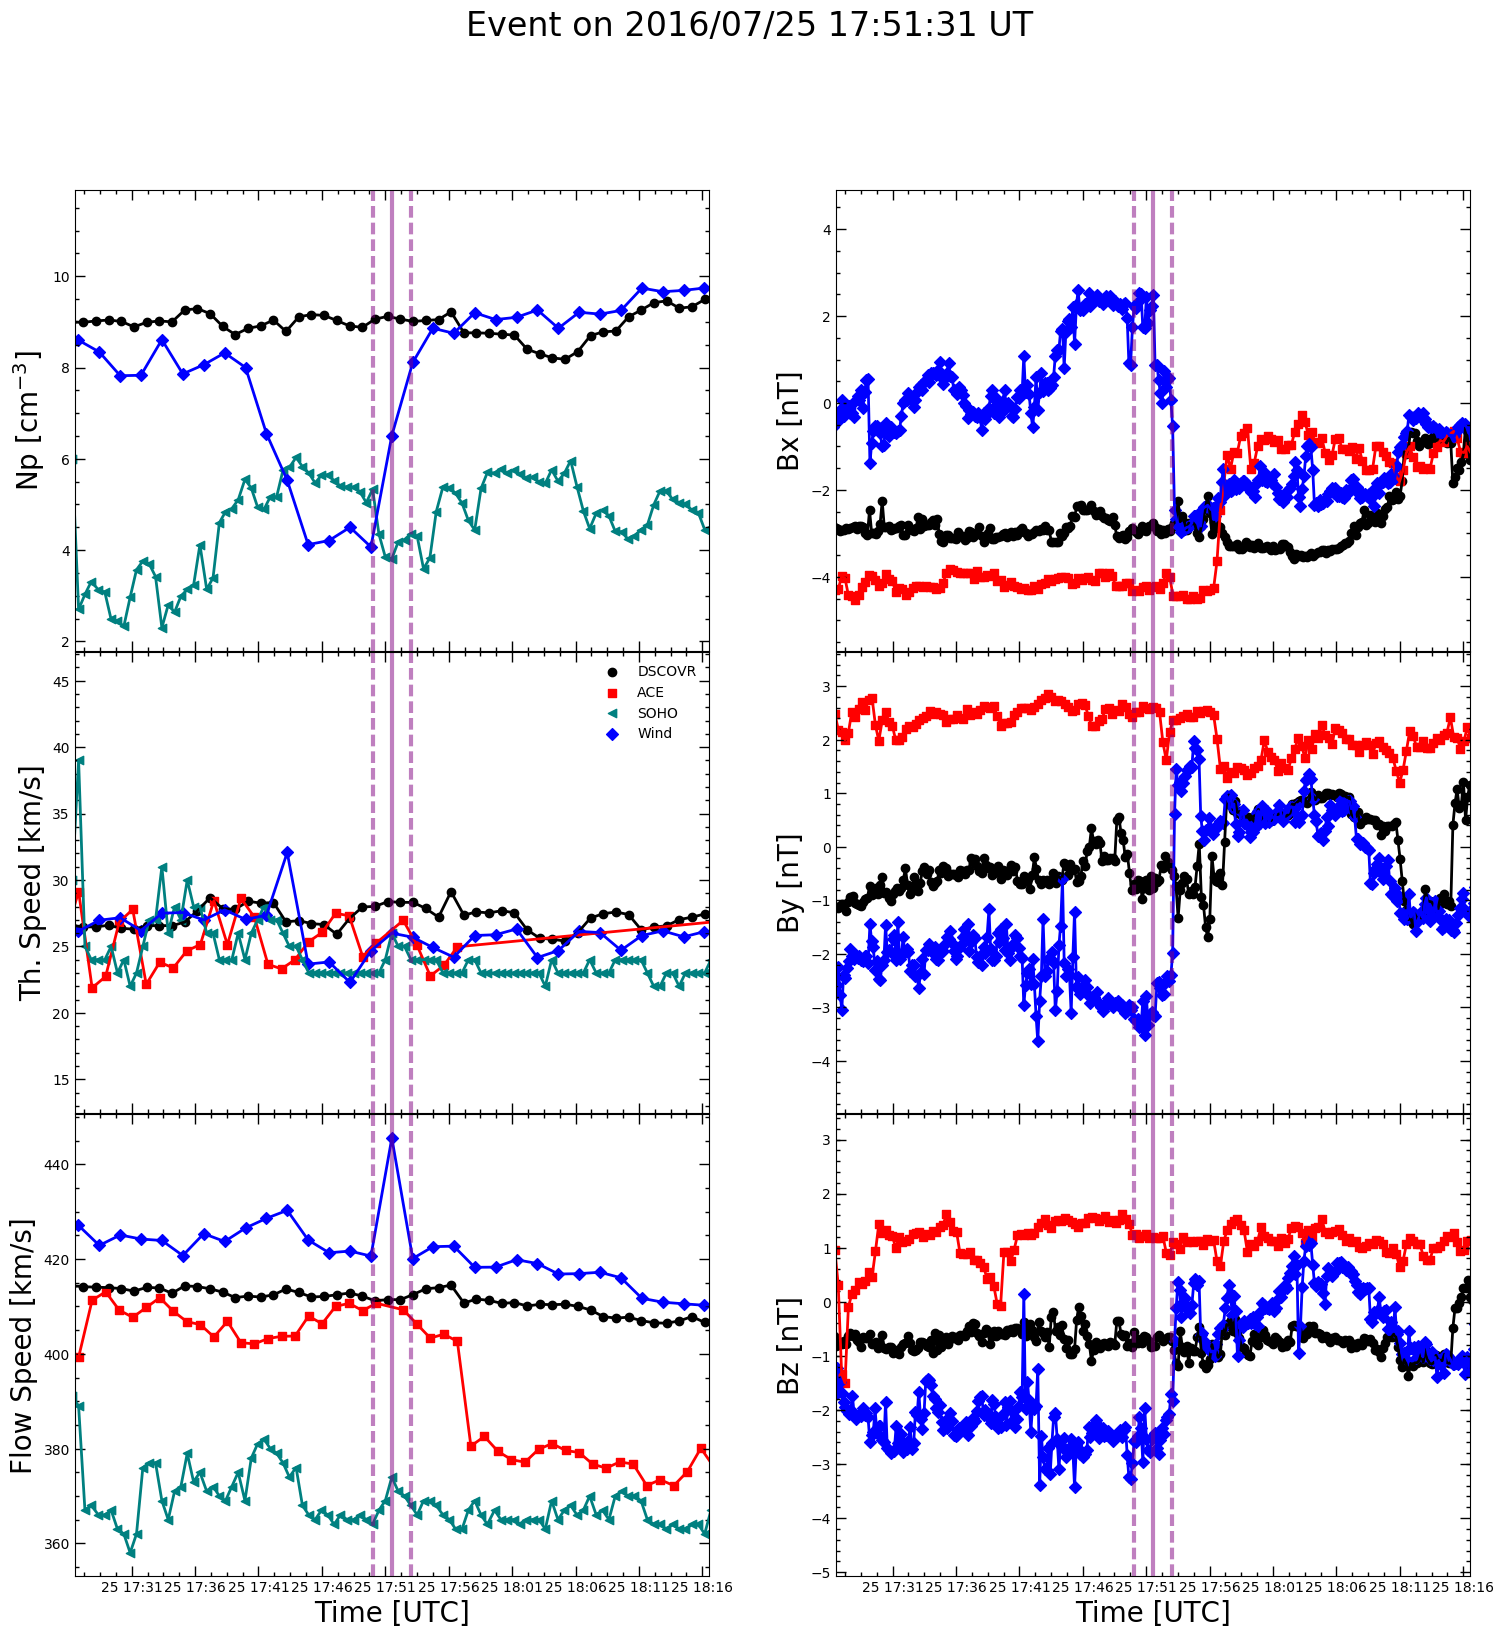 Event on 2016/07/25 17:51:31 UT
Np [cm⁻³]
10
8
6
4
2
Th. Speed [km/s]
45
40
35
30
25
20
15
DSCOVR
ACE
SOHO
Wind
Flow Speed [km/s]
440
420
400
380
360
25 17:31 25 17:36 25 17:41 25 17:46 25 17:51 25 17:56 25 18:01 25 18:06 25 18:11 25 18:16
Time [UTC]
Bx [nT]
4
2
0
−2
−4
By [nT]
3
2
1
0
−1
−2
−3
−4
Bz [nT]
3
2
1
0
−1
−2
−3
−4
−5
25 17:31 25 17:36 25 17:41 25 17:46 25 17:51 25 17:56 25 18:01 25 18:06 25 18:11 25 18:16
Time [UTC]